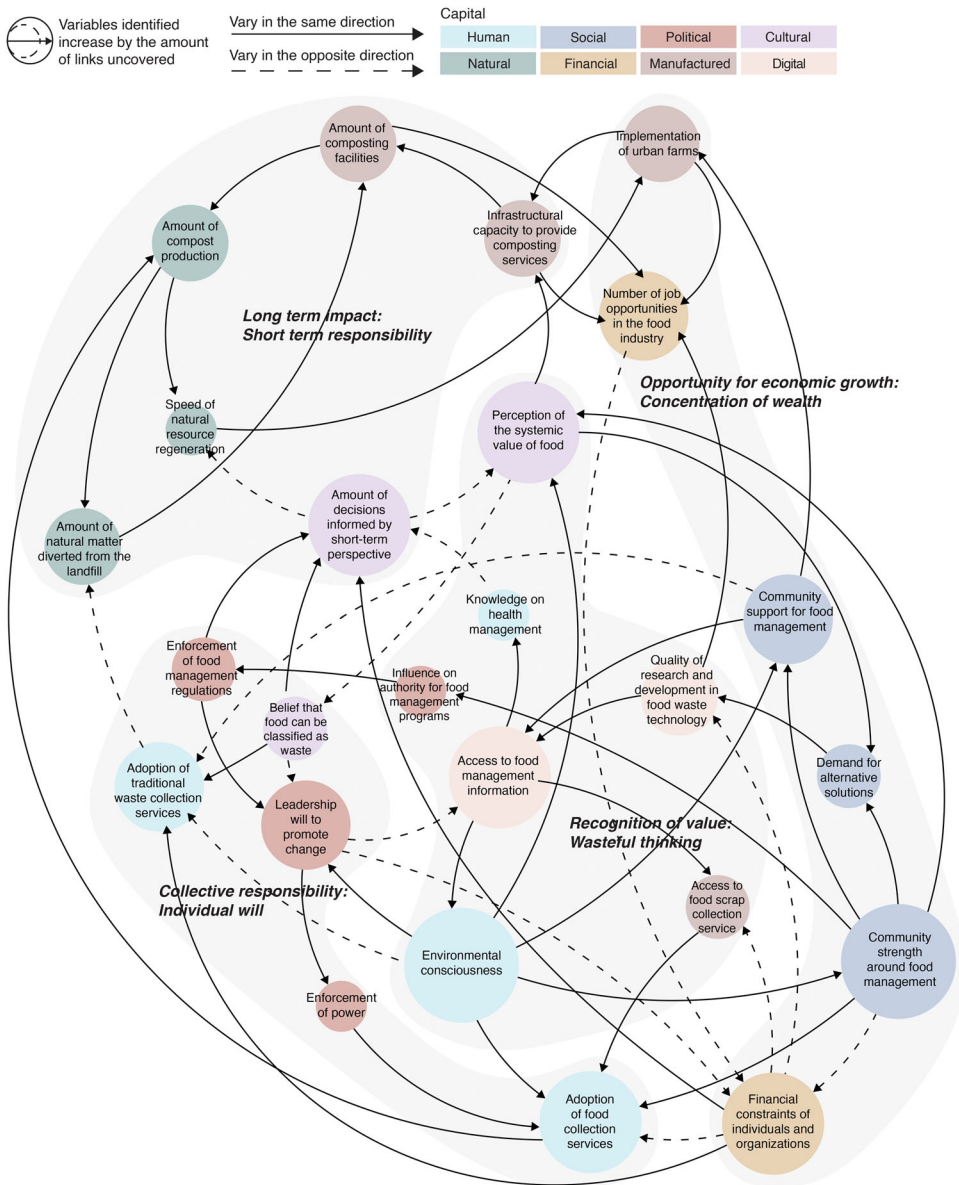 Variables identified
increase by the amount
of links uncovered
Vary in the same direction
Vary in the opposite direction
Capital
Human
Social
Political
Cultural
Natural
Financial
Manufactured
Digital
Amount of
composting
facilities
Implementation
of urban farms
Amount of
compost
production
Infrastructural
capacity to provide
composting
services
Number of job
opportunities
in the food
industry
Long term impact:
Short term responsibility
Opportunity for economic growth:
Concentration of wealth
Speed of
natural
resource
regeneration
Perception of
the systemic
value of food
Amount of
decisions
informed by
short-term
perspective
Amount of
natural matter
diverted from the
landfill
Knowledge on
health
management
Community
support for food
management
Enforcement
of food
management
regulations
Influence on
authority for food
management
programs
Quality of
research and
development in
food waste
technology
Belief that
food can be
classified as
waste
Adoption of
traditional
waste collection
services
Access to food
management
information
Demand for
alternative
solutions
Leadership
will to
promote
change
Recognition of value:
Wasteful thinking
Collective responsibility:
Individual will
Access to
food scrap
collection
service
Environmental
consciousness
Community
strength
around food
management
Enforcement
of power
Adoption
of food
collection
services
Financial
constraints of
individuals and
organizations